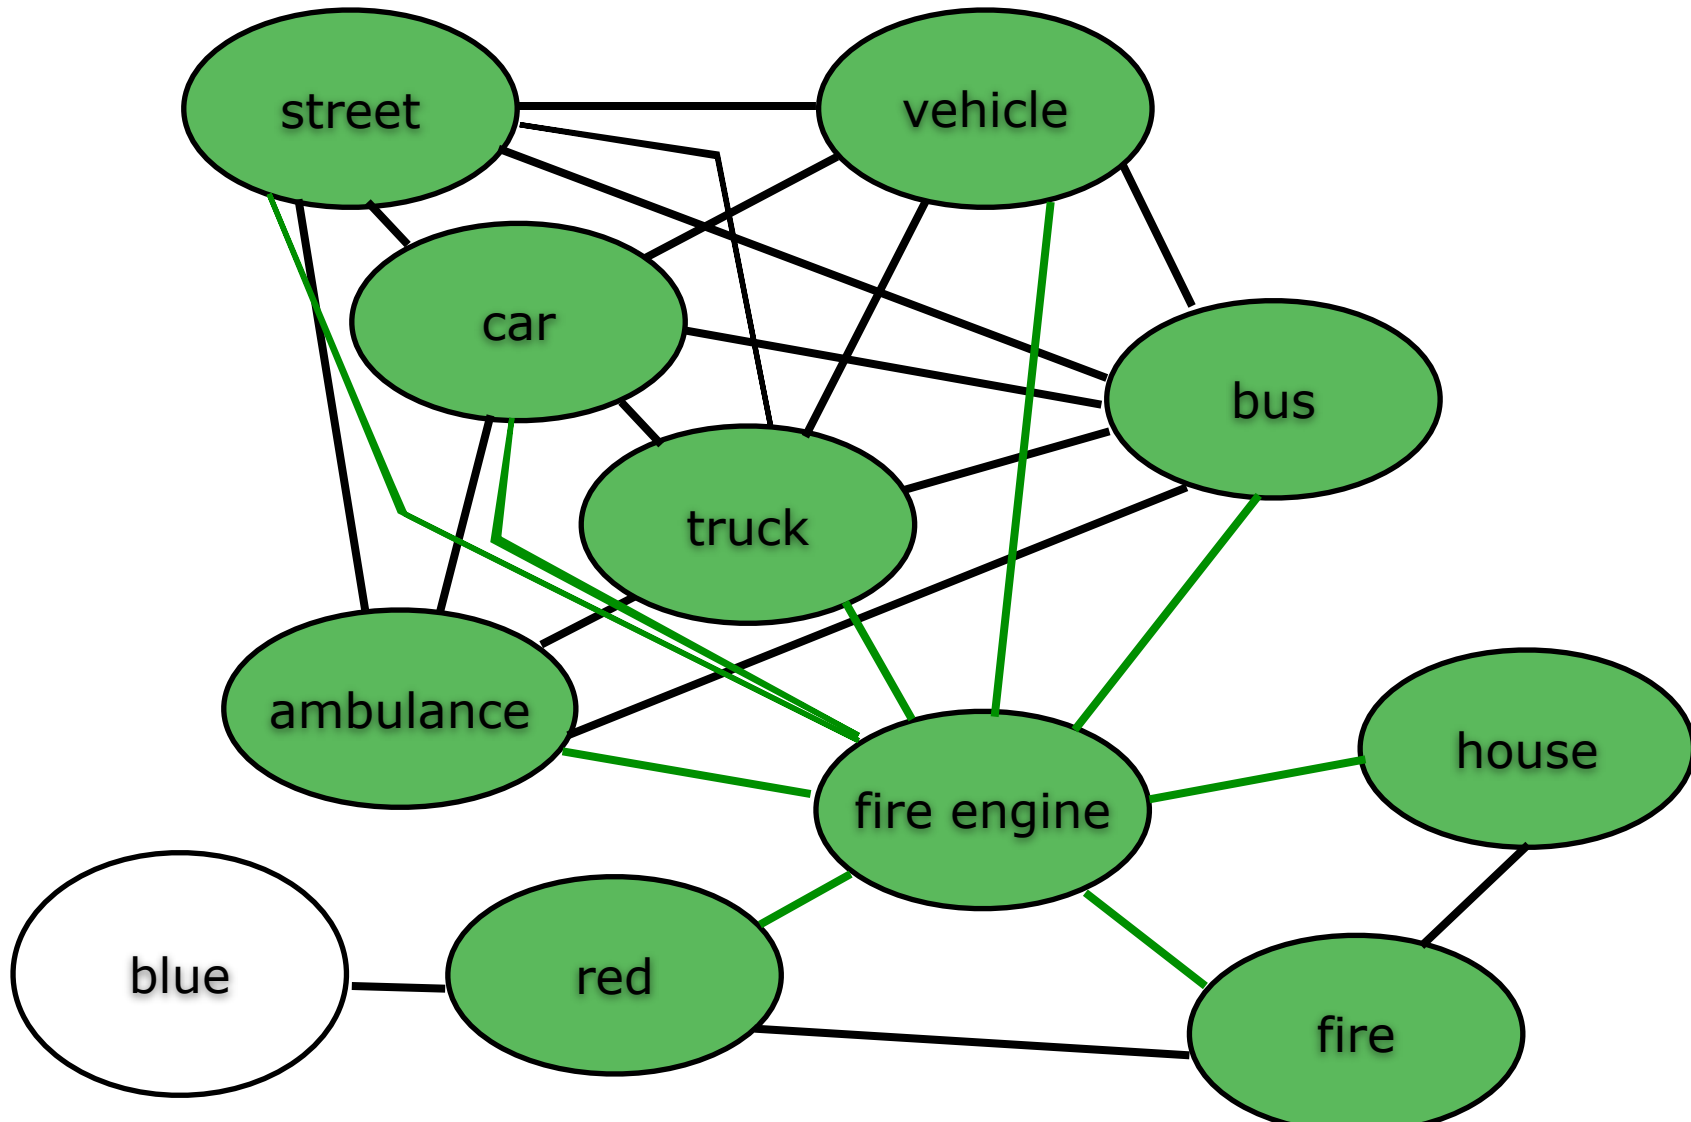 street
vehicle
car
bus
truck
ambulance
house
fire engine
blue
red
fire